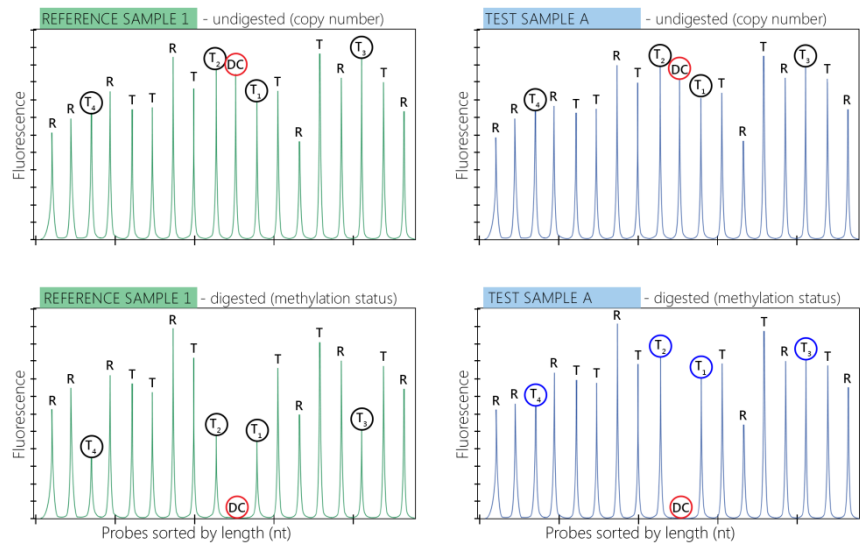 REFERENCE SAMPLE 1 - undigested (copy number)
Fluorescence
R R T4 R T T R T T2 DC T1 T R T R T3 T R
TEST SAMPLE A - undigested (copy number)
Fluorescence
R R T4 R T T R T T2 DC T1 T R T R T3 T R
REFERENCE SAMPLE 1 - digested (methylation status)
Fluorescence
R R T4 R T T R T T2 DC T1 T R T R T3 T R
Probes sorted by length (nt)
TEST SAMPLE A - digested (methylation status)
Fluorescence
R R T4 R T T R T T2 DC T1 T R T R T3 T R
Probes sorted by length (nt)